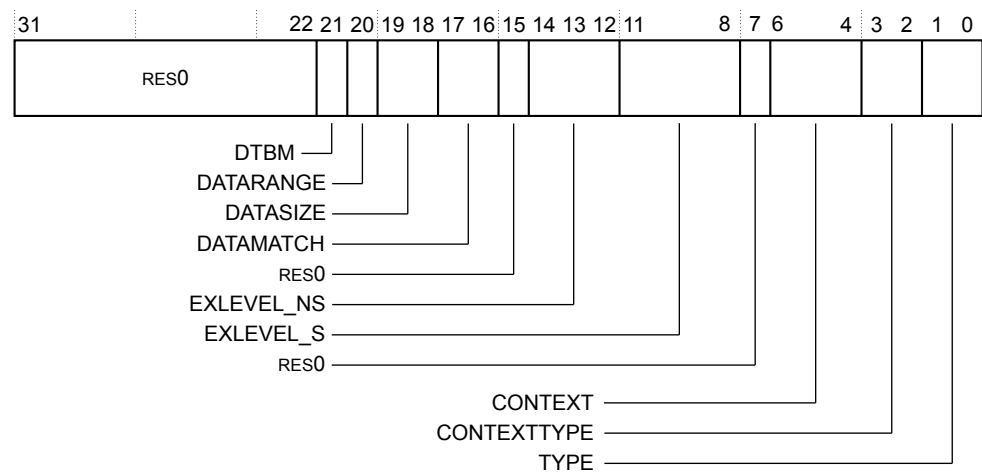 31 22 21 20 19 18 17 16 15 14 13 12 11 8 7 6 4 3 2 1 0
RES0
DTBM
DATARANGE
DATASIZE
DATAMATCH
RES0
EXLEVEL_NS
EXLEVEL_S
RES0
CONTEXT
CONTEXTTYPE
TYPE